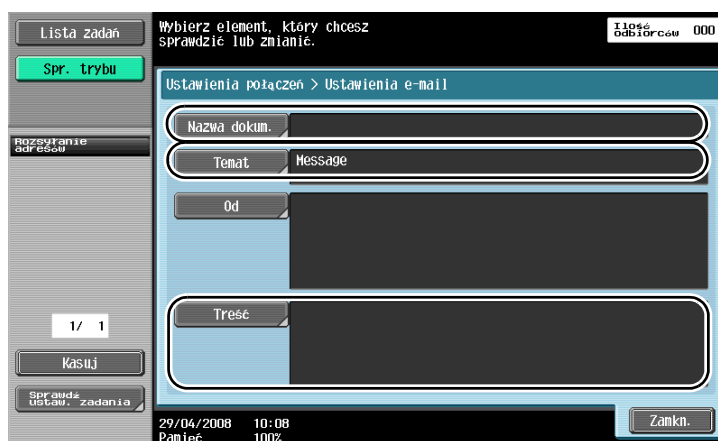 Lista zadań
Wybierz element, który chcesz
sprawdzić lub zmianić.
Ilość
odbiorców 000
Spr. trybu
Ustawienia połączeń > Ustawienia e-mail
Nazwa dokum.
Rozsyłanie
adresów
Temat
Message
Od
Treść
1/ 1
Kasuj
Sprawdź
ustaw. zadania
29/04/2008 10:08
Pamięć 100%
Zamkn.